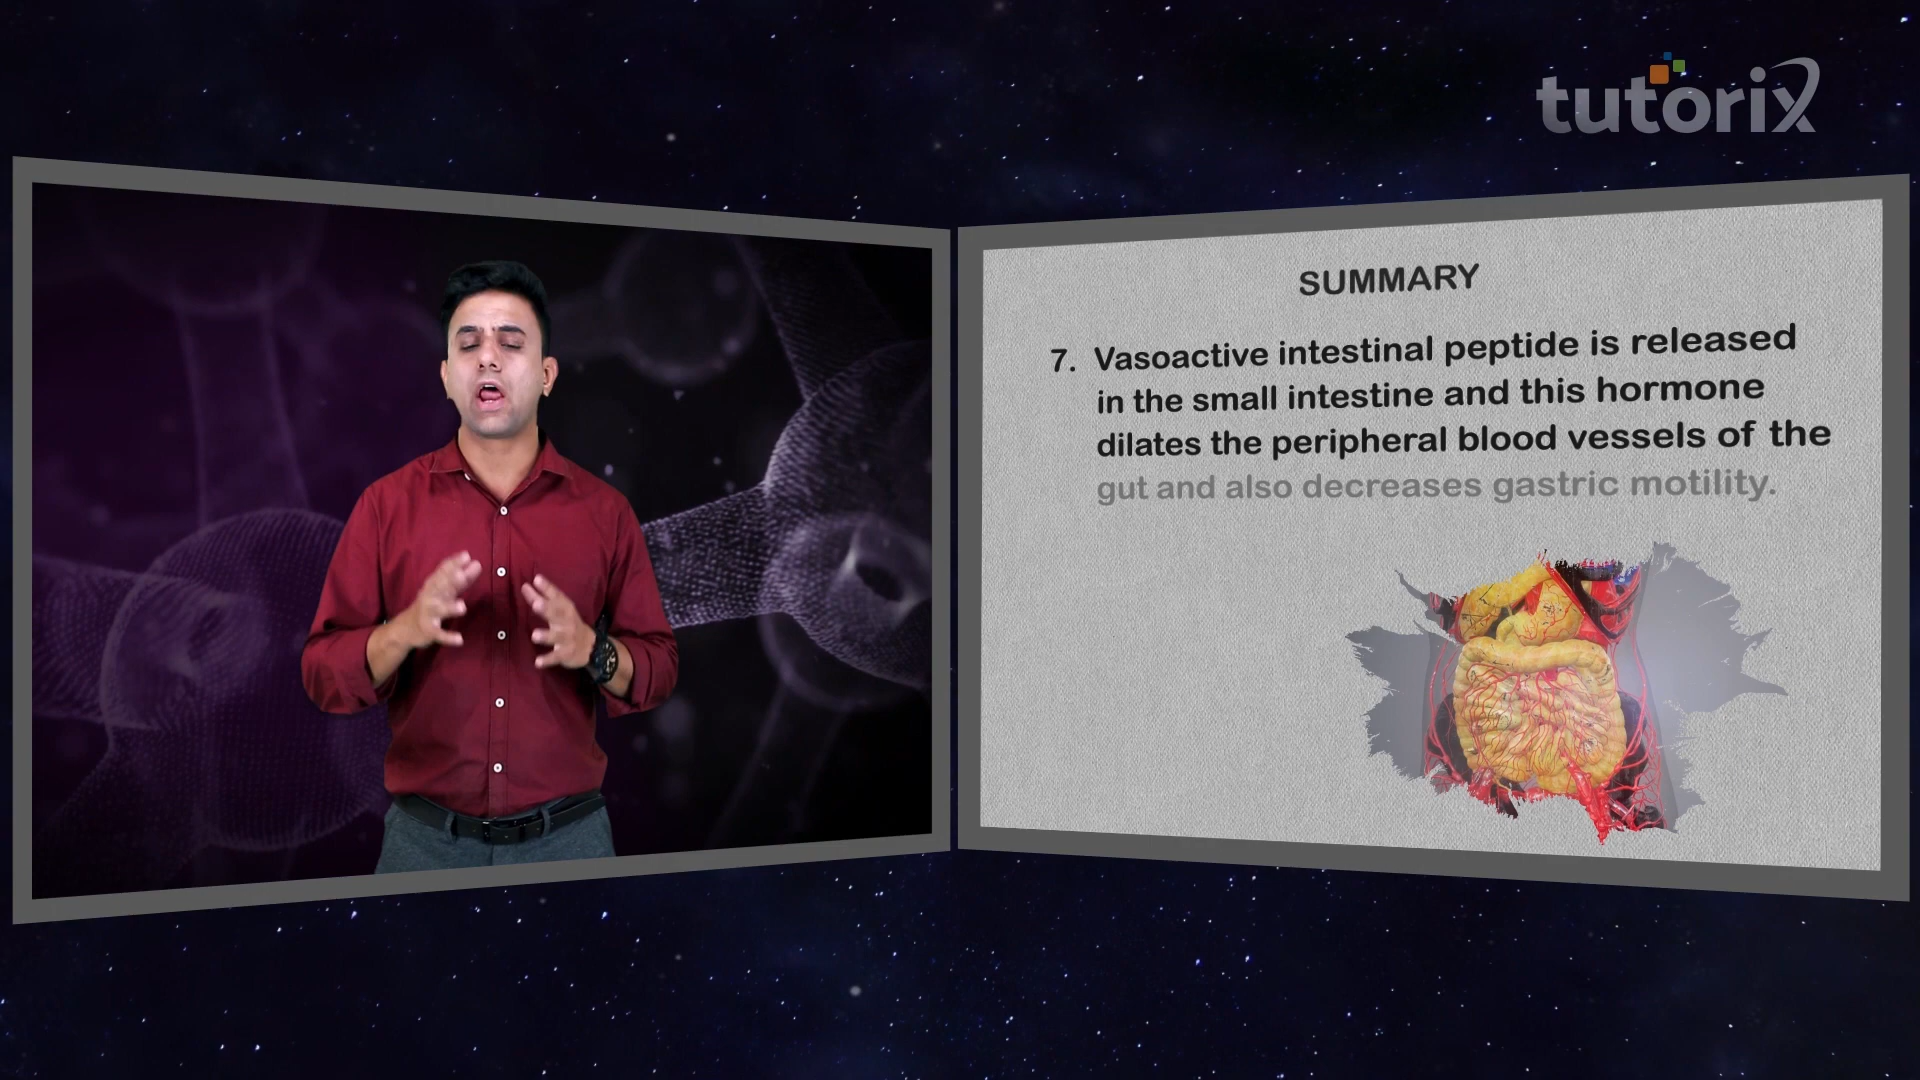 tutorix
SUMMARY
7. Vasoactive intestinal peptide is released
in the small intestine and this hormone
dilates the peripheral blood vessels of the
gut and also decreases gastric motility.